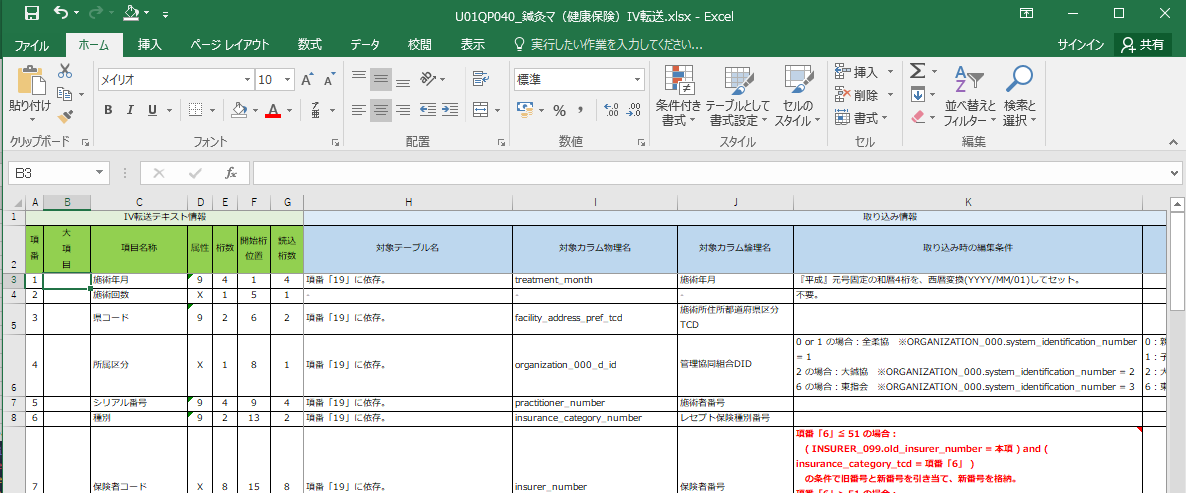 U01QP040_鍼灸マ（健康保険）IV転送.xlsx - Excel
ファイル ホーム 挿入 ページ レイアウト 数式 データ 校閲 表示 実行したい作業を入力してください... サインイン 共有
メイリオ 10 A A 標準 挿入
貼り付け B I U A 条件付き書式 テーブルとして書式設定 セルのスタイル 削除 並べ替えとフィルター 検索と選択
% 書式
クリップボード フォント 配置 数値 スタイル セル 編集
B3 fx
A B C D E F G H I J K
1 IV転送テキスト情報 取り込み情報
2 項番 大項目 項目名称 属性 桁数 開始桁位置 読込桁数 対象テーブル名 対象カラム物理名 対象カラム論理名 取り込み時の編集条件
3 1 施術年月 9 4 1 4 項番「19」に依存。 treatment_month 施術年月 『平成』元号固定の和暦4桁を、西暦変換(YYYY/MM/01)してセット。
4 2 施術回数 X 1 5 1 - - - 不要。
5 3 県コード 9 2 6 2 項番「19」に依存。 facility_address_pref_tcd 施術所住所都道府県区分TCD
6 4 所属区分 X 1 8 1 項番「19」に依存。 organization_000_d_id 管理協同組合DID
0 or 1 の場合：全柔協　※ORGANIZATION_000.system_identification_number
= 1
2 の場合：大誠協　※ORGANIZATION_000.system_identification_number = 2
6 の場合：東指会　※ORGANIZATION_000.system_identification_number = 3
0：
1：子
2：大
6：東
7 5 シリアル番号 9 4 9 4 項番「19」に依存。 practitioner_number 施術者番号
8 6 種別 9 2 13 2 項番「19」に依存。 insurance_category_number レセプト保険種別番号
7 保険者コード X 8 15 8 項番「19」に依存。 insurer_number 保険者番号
項番「6」≦ 51 の場合：
( INSURER_099.old_insurer_number = 本項 ) and (
insurance_category_tcd = 項番「6」 )
の条件で旧番号と新番号を引き当て、新番号を格納。